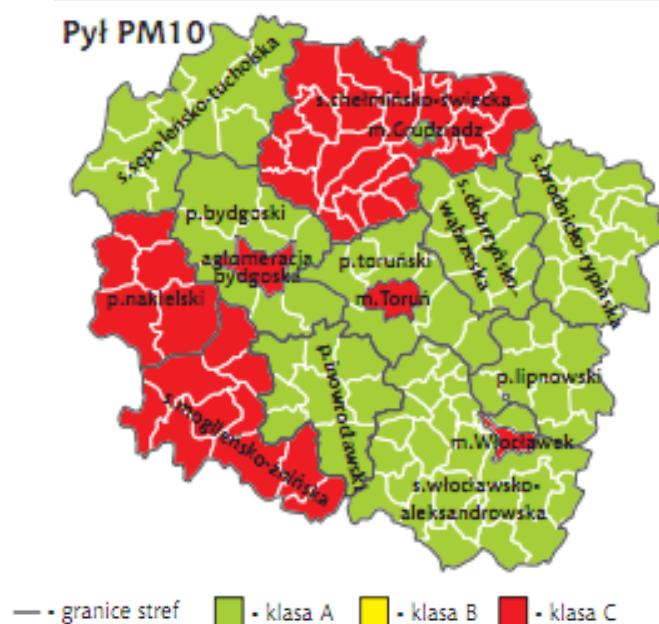 Pył PM10
s.sępoleńsko-tucholska
s.chełmińsko-świecka
m.Grudziądz
s.brodnicko-rypińska
s.dobrzyńsko-
wąbrzeska
p.bydgoski
aglomeracja
bydgoska
p.toruński
p.nakielski
m.Toruń
p.inowrocławski
p.lipnowski
s.mogileńsko-żnińska
m.Włocławek
s.włocławsko-
aleksandrowska
- granice stref
- klasa A
- klasa B
- klasa C